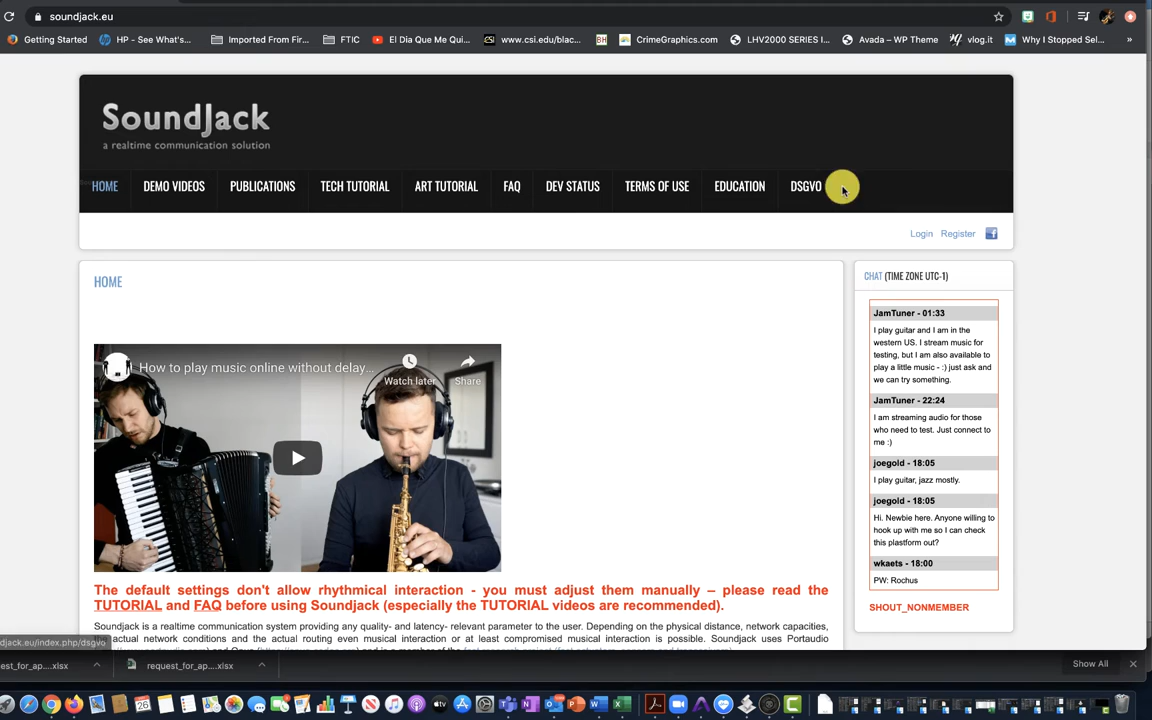 soundjack.eu
Getting Started HP - See What's... Imported From Fir... FTIC El Dia Que Me Qui... CSI www.csi.edu/blac... BH CrimeGraphics.com LHV2000 SERIES I... Avada – WP Theme vlog.it Why I Stopped Sel... »
SoundJack
a realtime communication solution
HOME DEMO VIDEOS PUBLICATIONS TECH TUTORIAL ART TUTORIAL FAQ DEV STATUS TERMS OF USE EDUCATION DSGVO
Login Register
HOME
CHAT (TIME ZONE UTC-1)
How to play music online without delay...
Watch later Share
JamTuner - 01:33
I play guitar and I am in the
western US. I stream music for
testing, but I am also available to
play a little music - :) just ask and
we can try something.
JamTuner - 22:24
I am streaming audio for those
who need to test. Just connect to
me :)
joegold - 18:05
I play guitar, jazz mostly.
joegold - 18:05
Hi. Newbie here. Anyone willing to
hook up with me so I can check
this plastform out?
wkaets - 18:00
PW: Rochus
SHOUT_NONMEMBER
The default settings don't allow rhythmical interaction - you must adjust them manually – please read the
TUTORIAL and FAQ before using Soundjack (especially the TUTORIAL videos are recommended).
Soundjack is a realtime communication system providing any quality- and latency- relevant parameter to the user. Depending on the physical distance, network capacities,
actual network conditions and the actual routing even musical interaction or at least compromised musical interaction is possible. Soundjack uses Portaudio
djack.eu/index.php/dsgvo
est_for_ap....xlsx request_for_ap....xlsx Show All